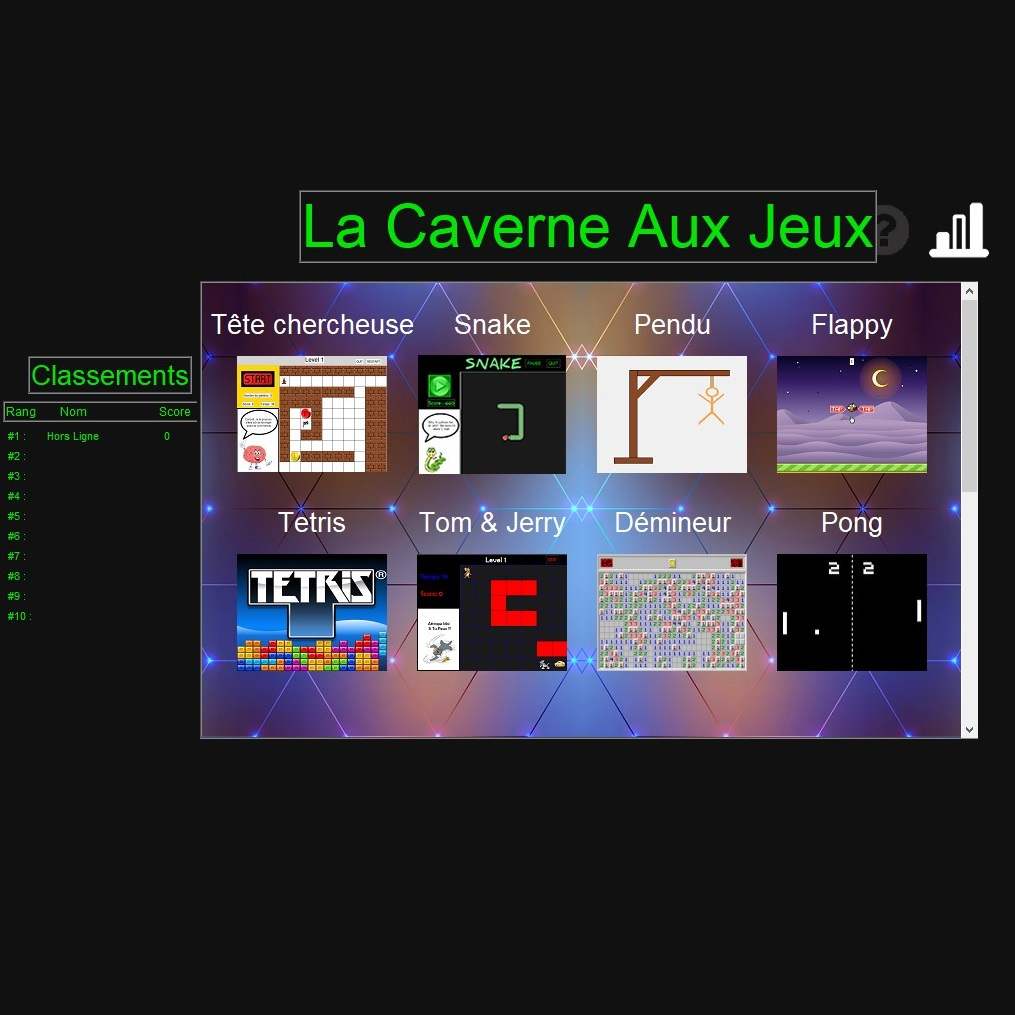 La Caverne Aux Jeux
?
Classements
Rang Nom Score
#1 : Hors Ligne 0
#2 :
#3 :
#4 :
#5 :
#6 :
#7 :
#8 :
#9 :
#10 :
Tête chercheuse Snake Pendu Flappy
Level 1
START
SNAKE
Tetris Tom & Jerry Démineur Pong
TETRIS®
Level 1
2 2